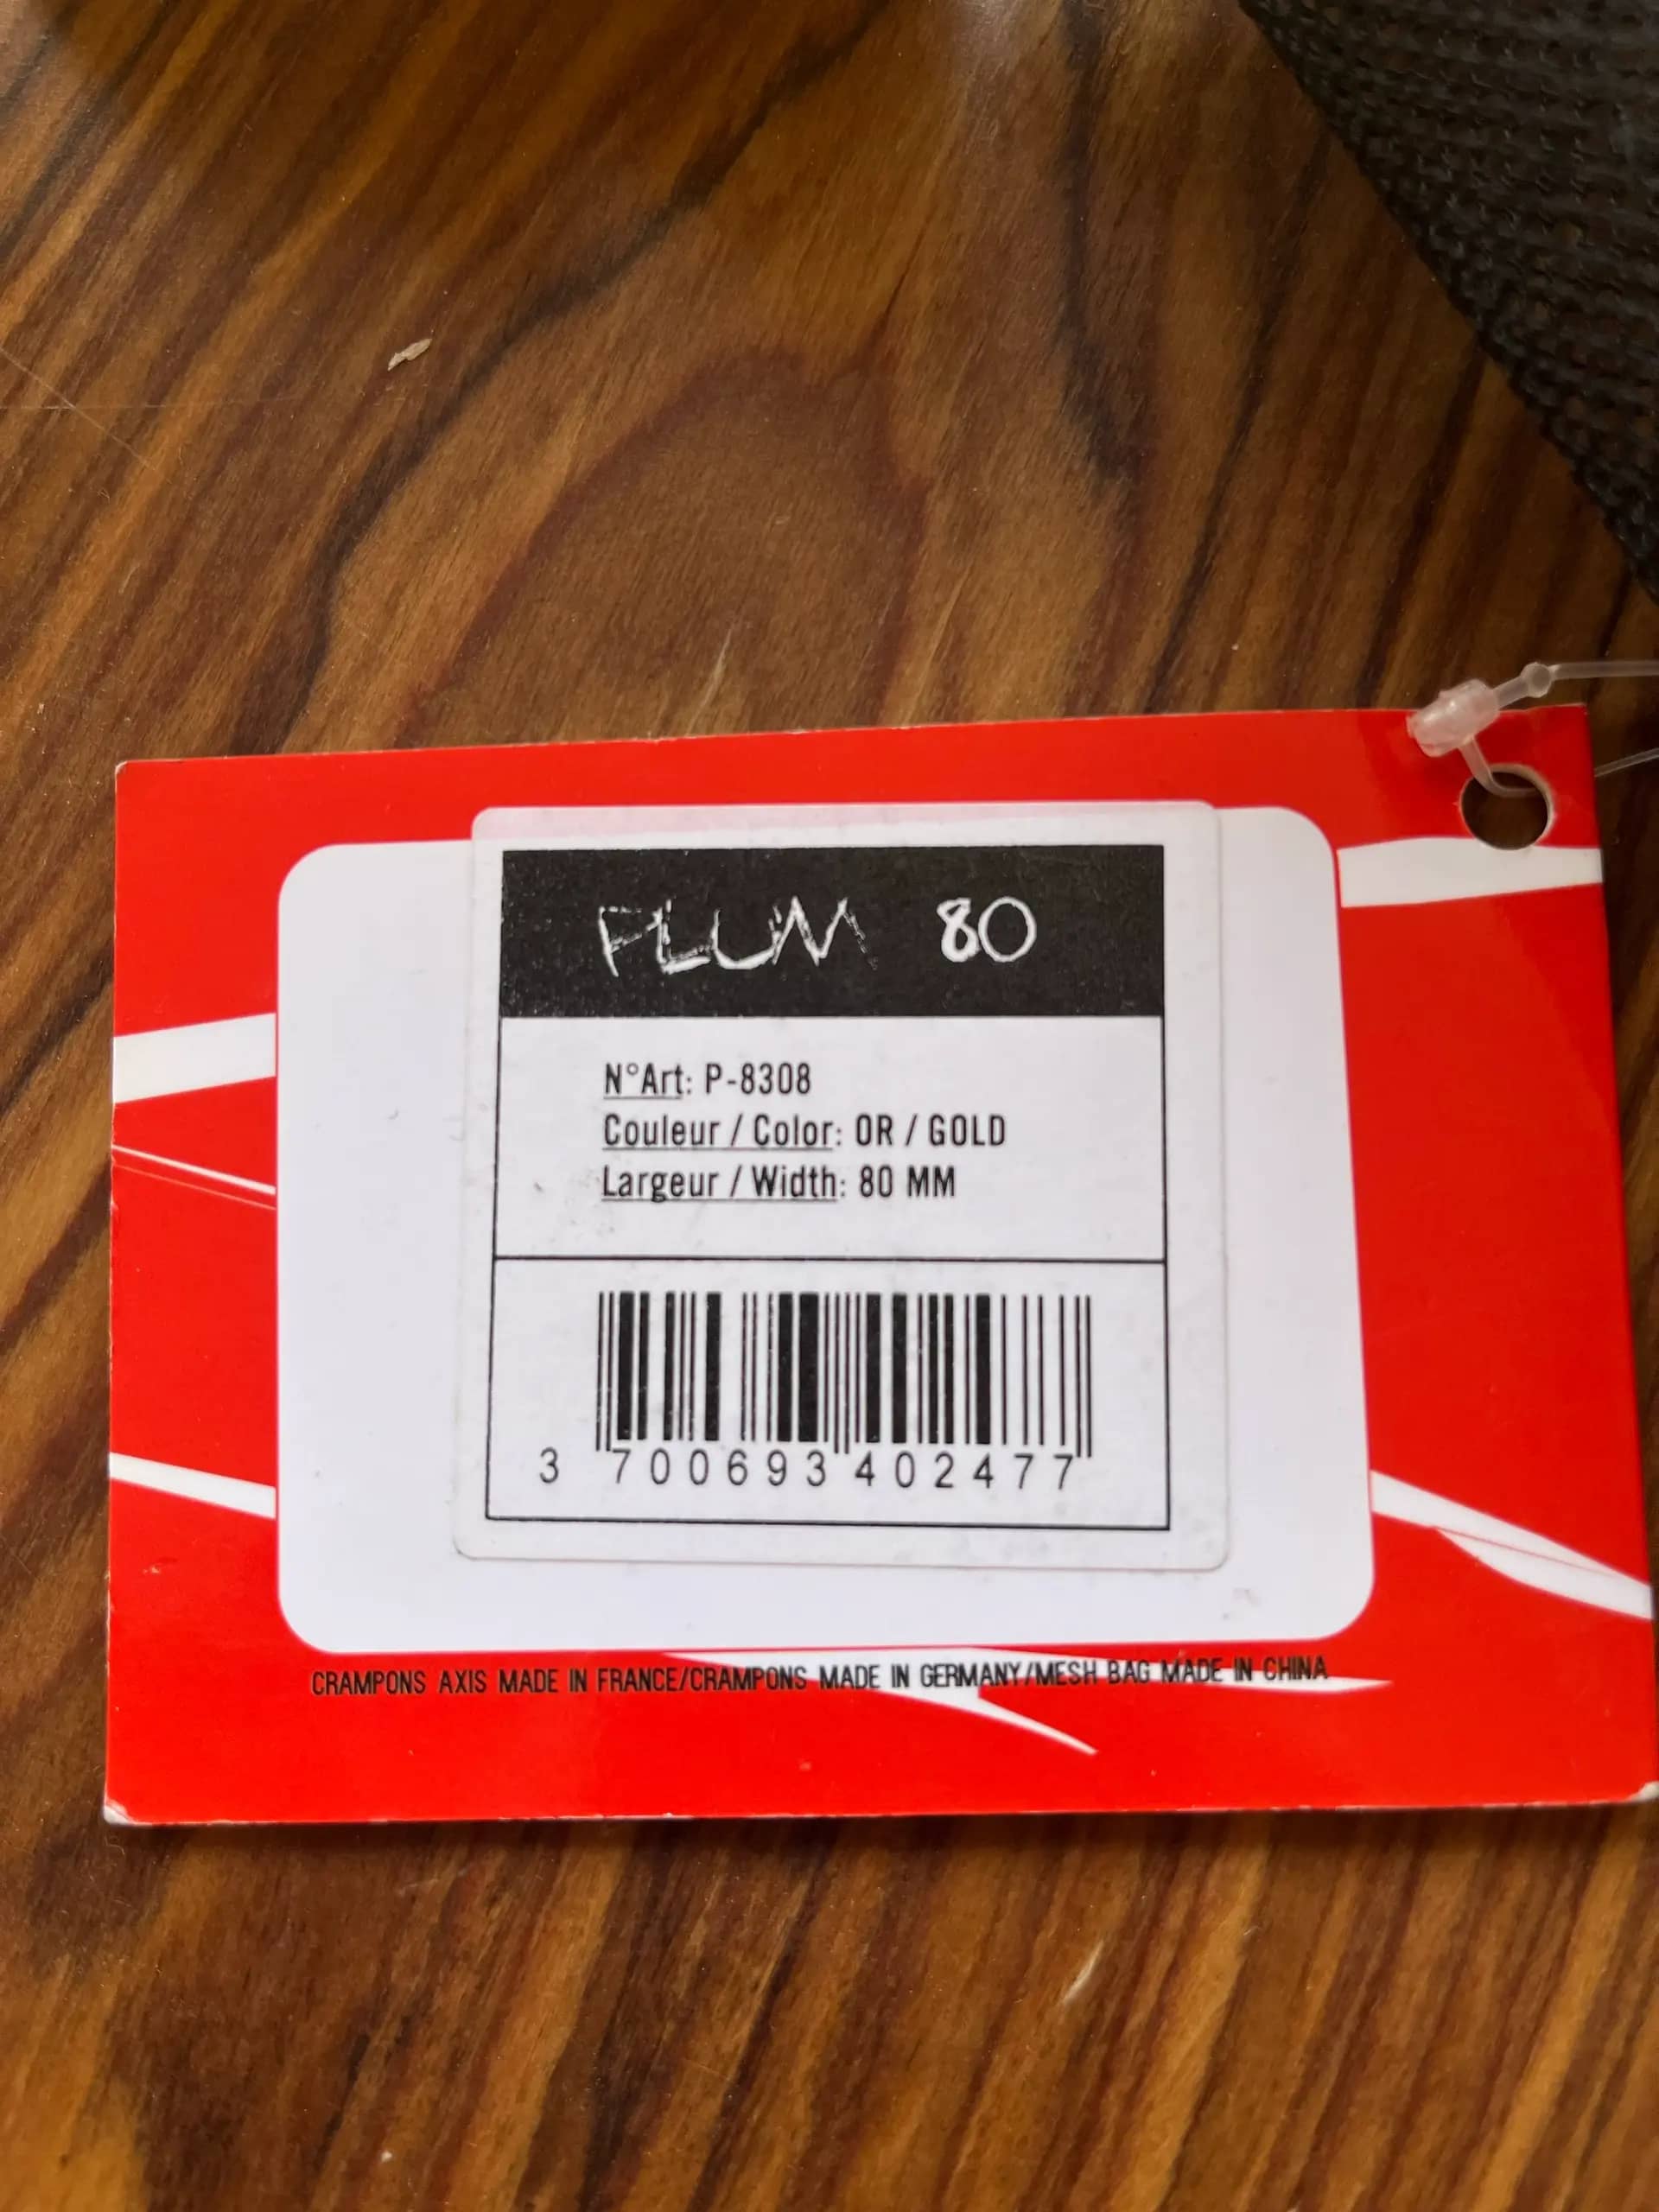 PLUM 80
N°Art: P-8308
Couleur / Color: OR / GOLD
Largeur / Width: 80 MM
3 700693 402477
CRAMPONS AXIS MADE IN FRANCE/CRAMPONS MADE IN GERMANY/MESH BAG MADE IN CHINA